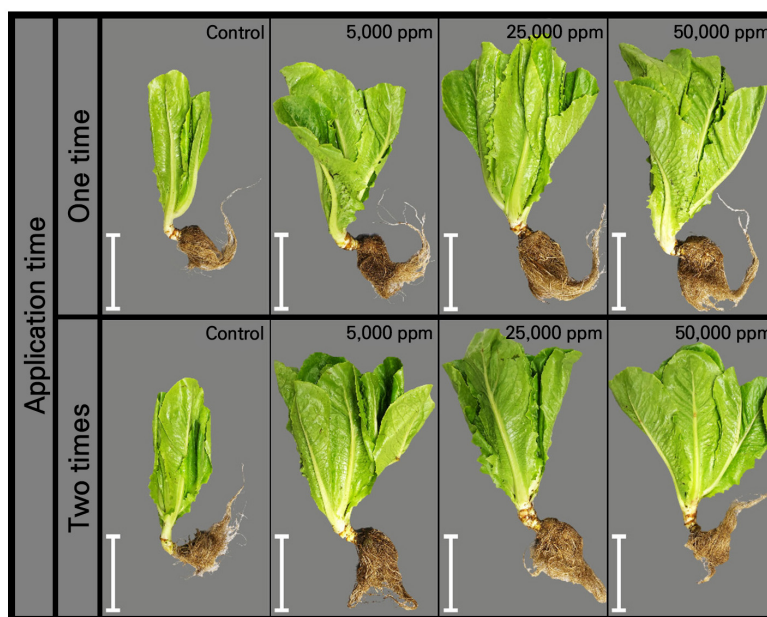 Application time
One time
Control
5,000 ppm
25,000 ppm
50,000 ppm
Two times
Control
5,000 ppm
25,000 ppm
50,000 ppm